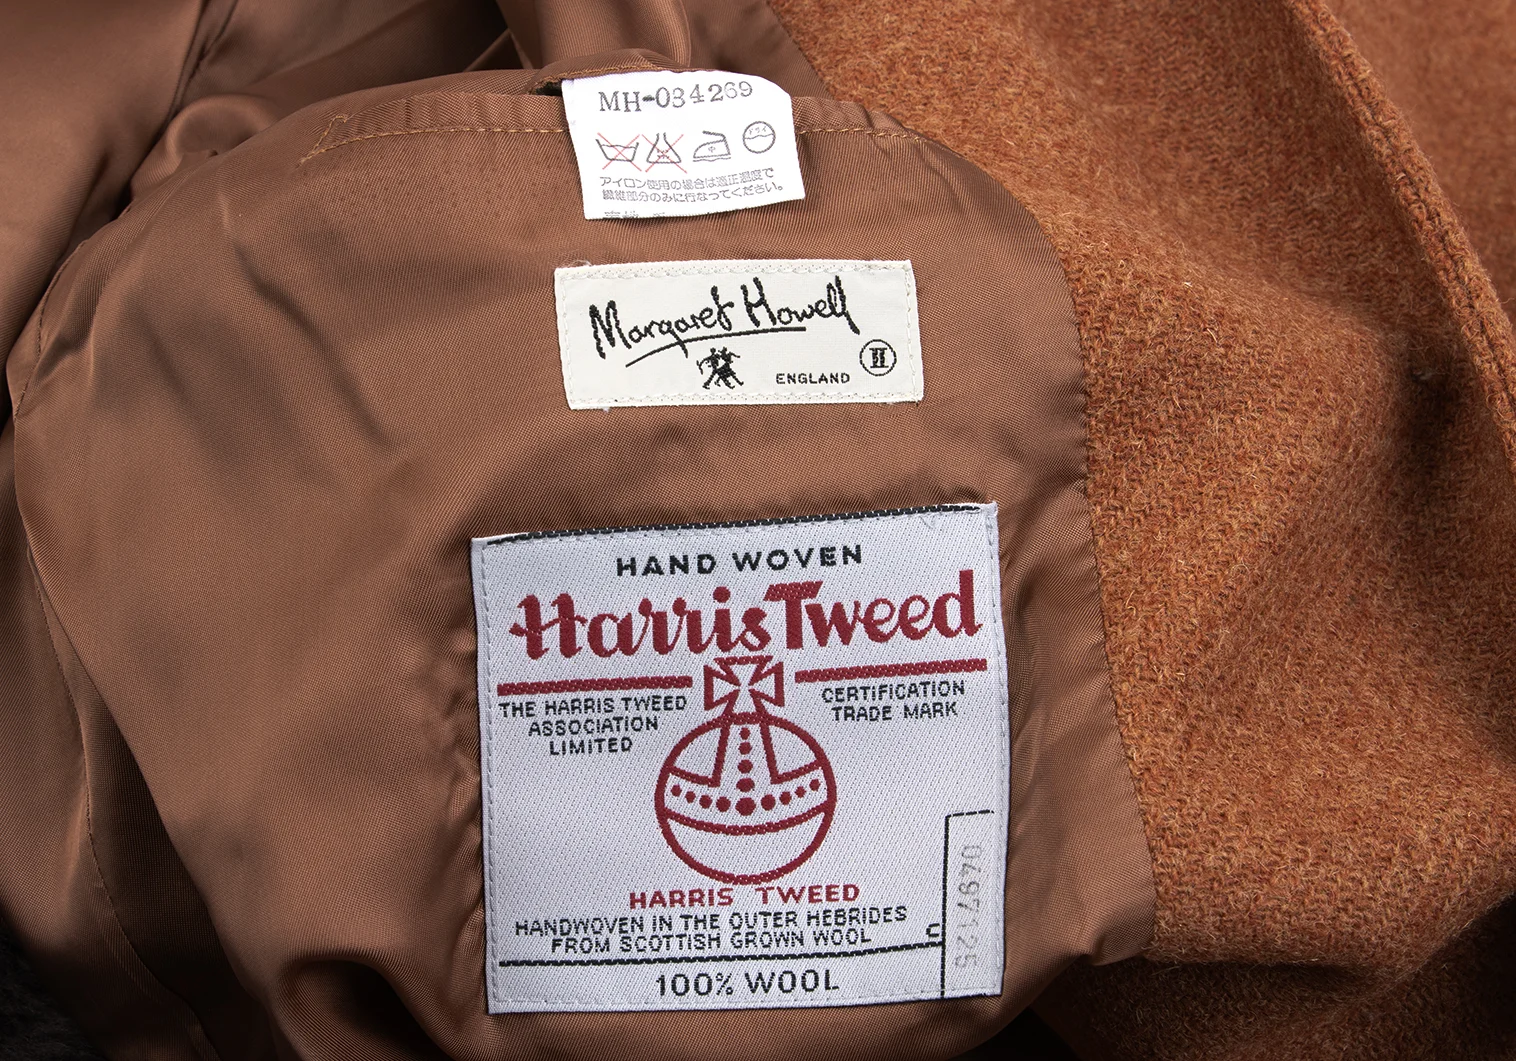 MH-034269
ドライ
アイロン使用の場合は適正温度で
繊維部分のみに行なってください。
Margaret Howell
II
ENGLAND
HAND WOVEN
Harris Tweed
THE HARRIS TWEED
ASSOCIATION
LIMITED
CERTIFICATION
TRADE MARK
HARRIS TWEED
HANDWOVEN IN THE OUTER HEBRIDES
FROM SCOTTISH GROWN WOOL
C
0497125
100% WOOL